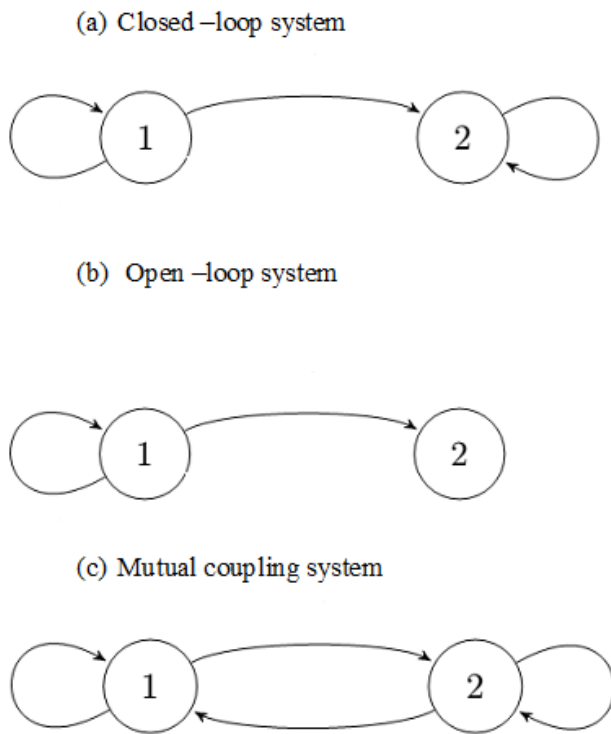 (a) Closed –loop system
1 2
(b) Open –loop system
1 2
(c) Mutual coupling system
1 2